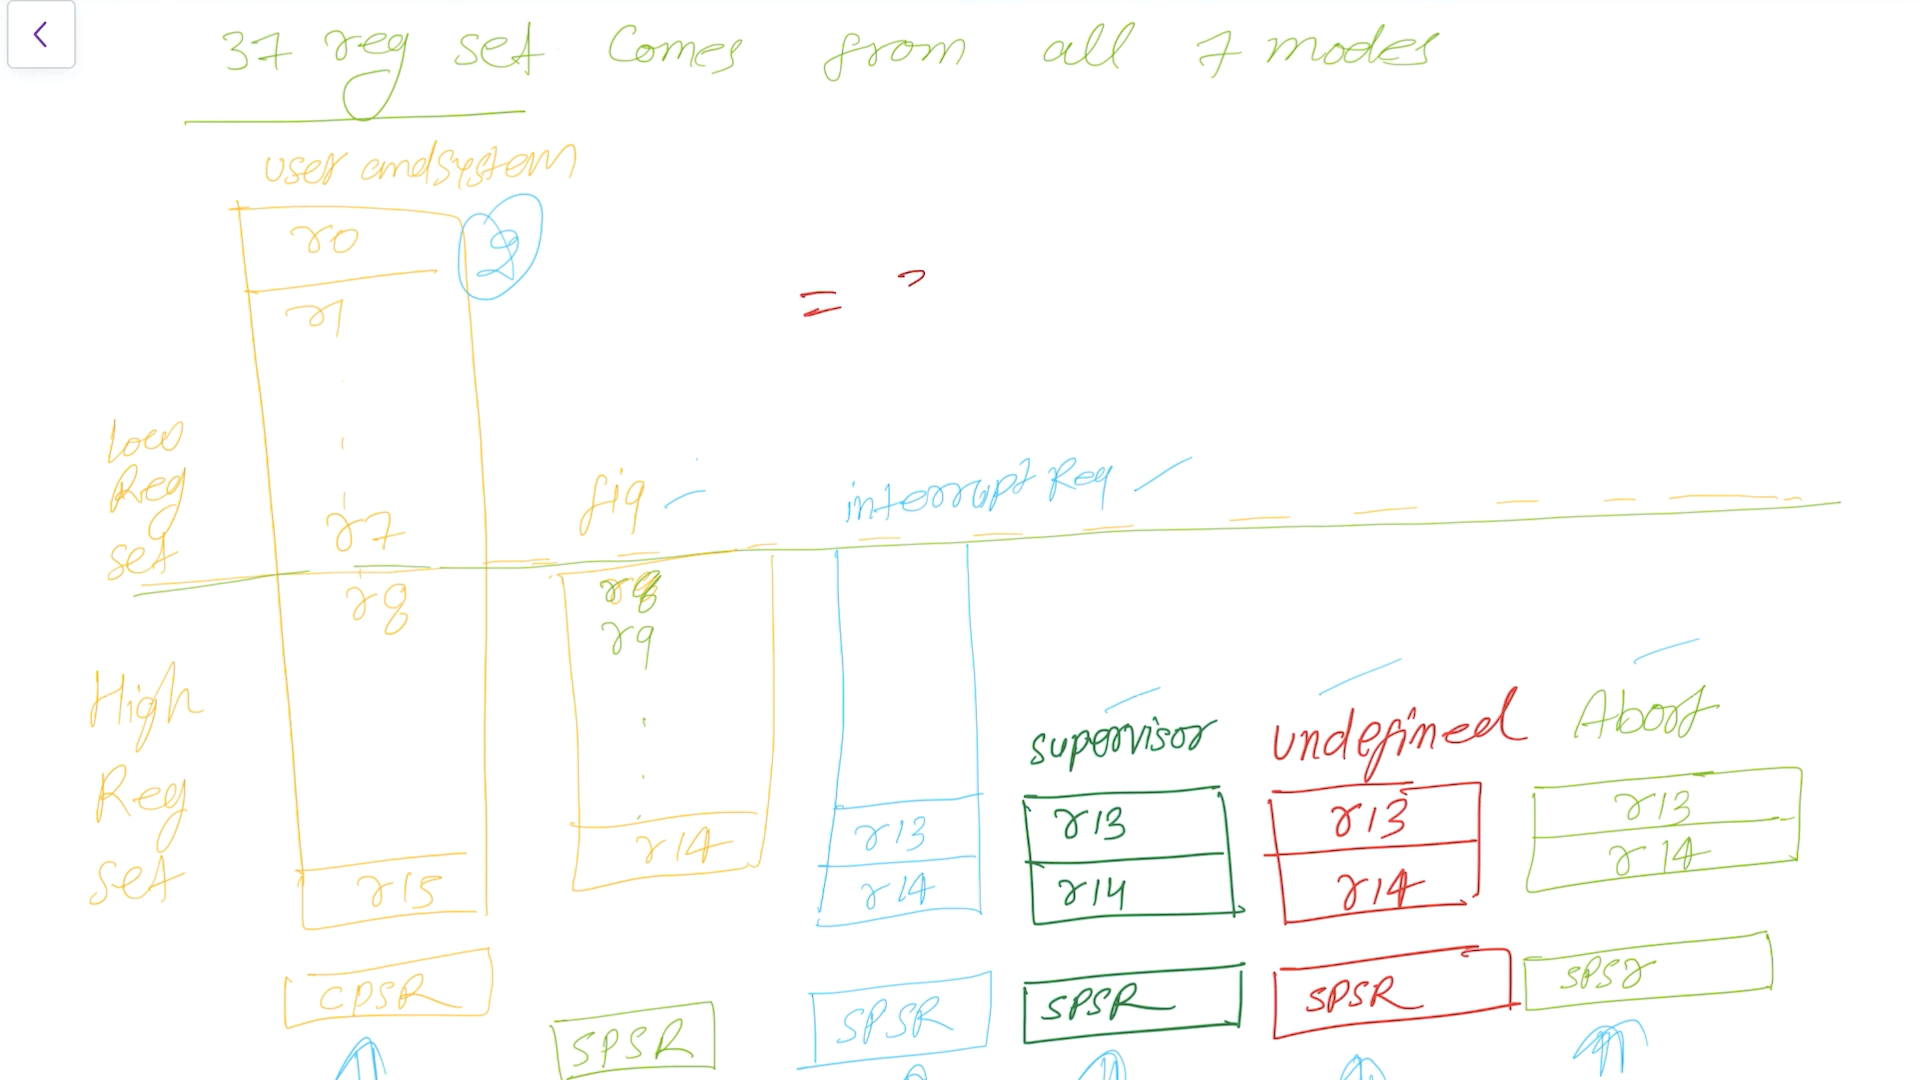 37 reg set comes from all 7 modes
user and system
r0
2
r1
= ?
Low
Reg
set
r7
fiq
interrupt Req
r8
r8
r9
High
Reg
set
supervisor
undefined
Abort
r15
r14
r13
r14
r13
r14
r13
r14
r13
r14
CPSR
SPSR
SPSR
SPSR
SPSR
SPSr